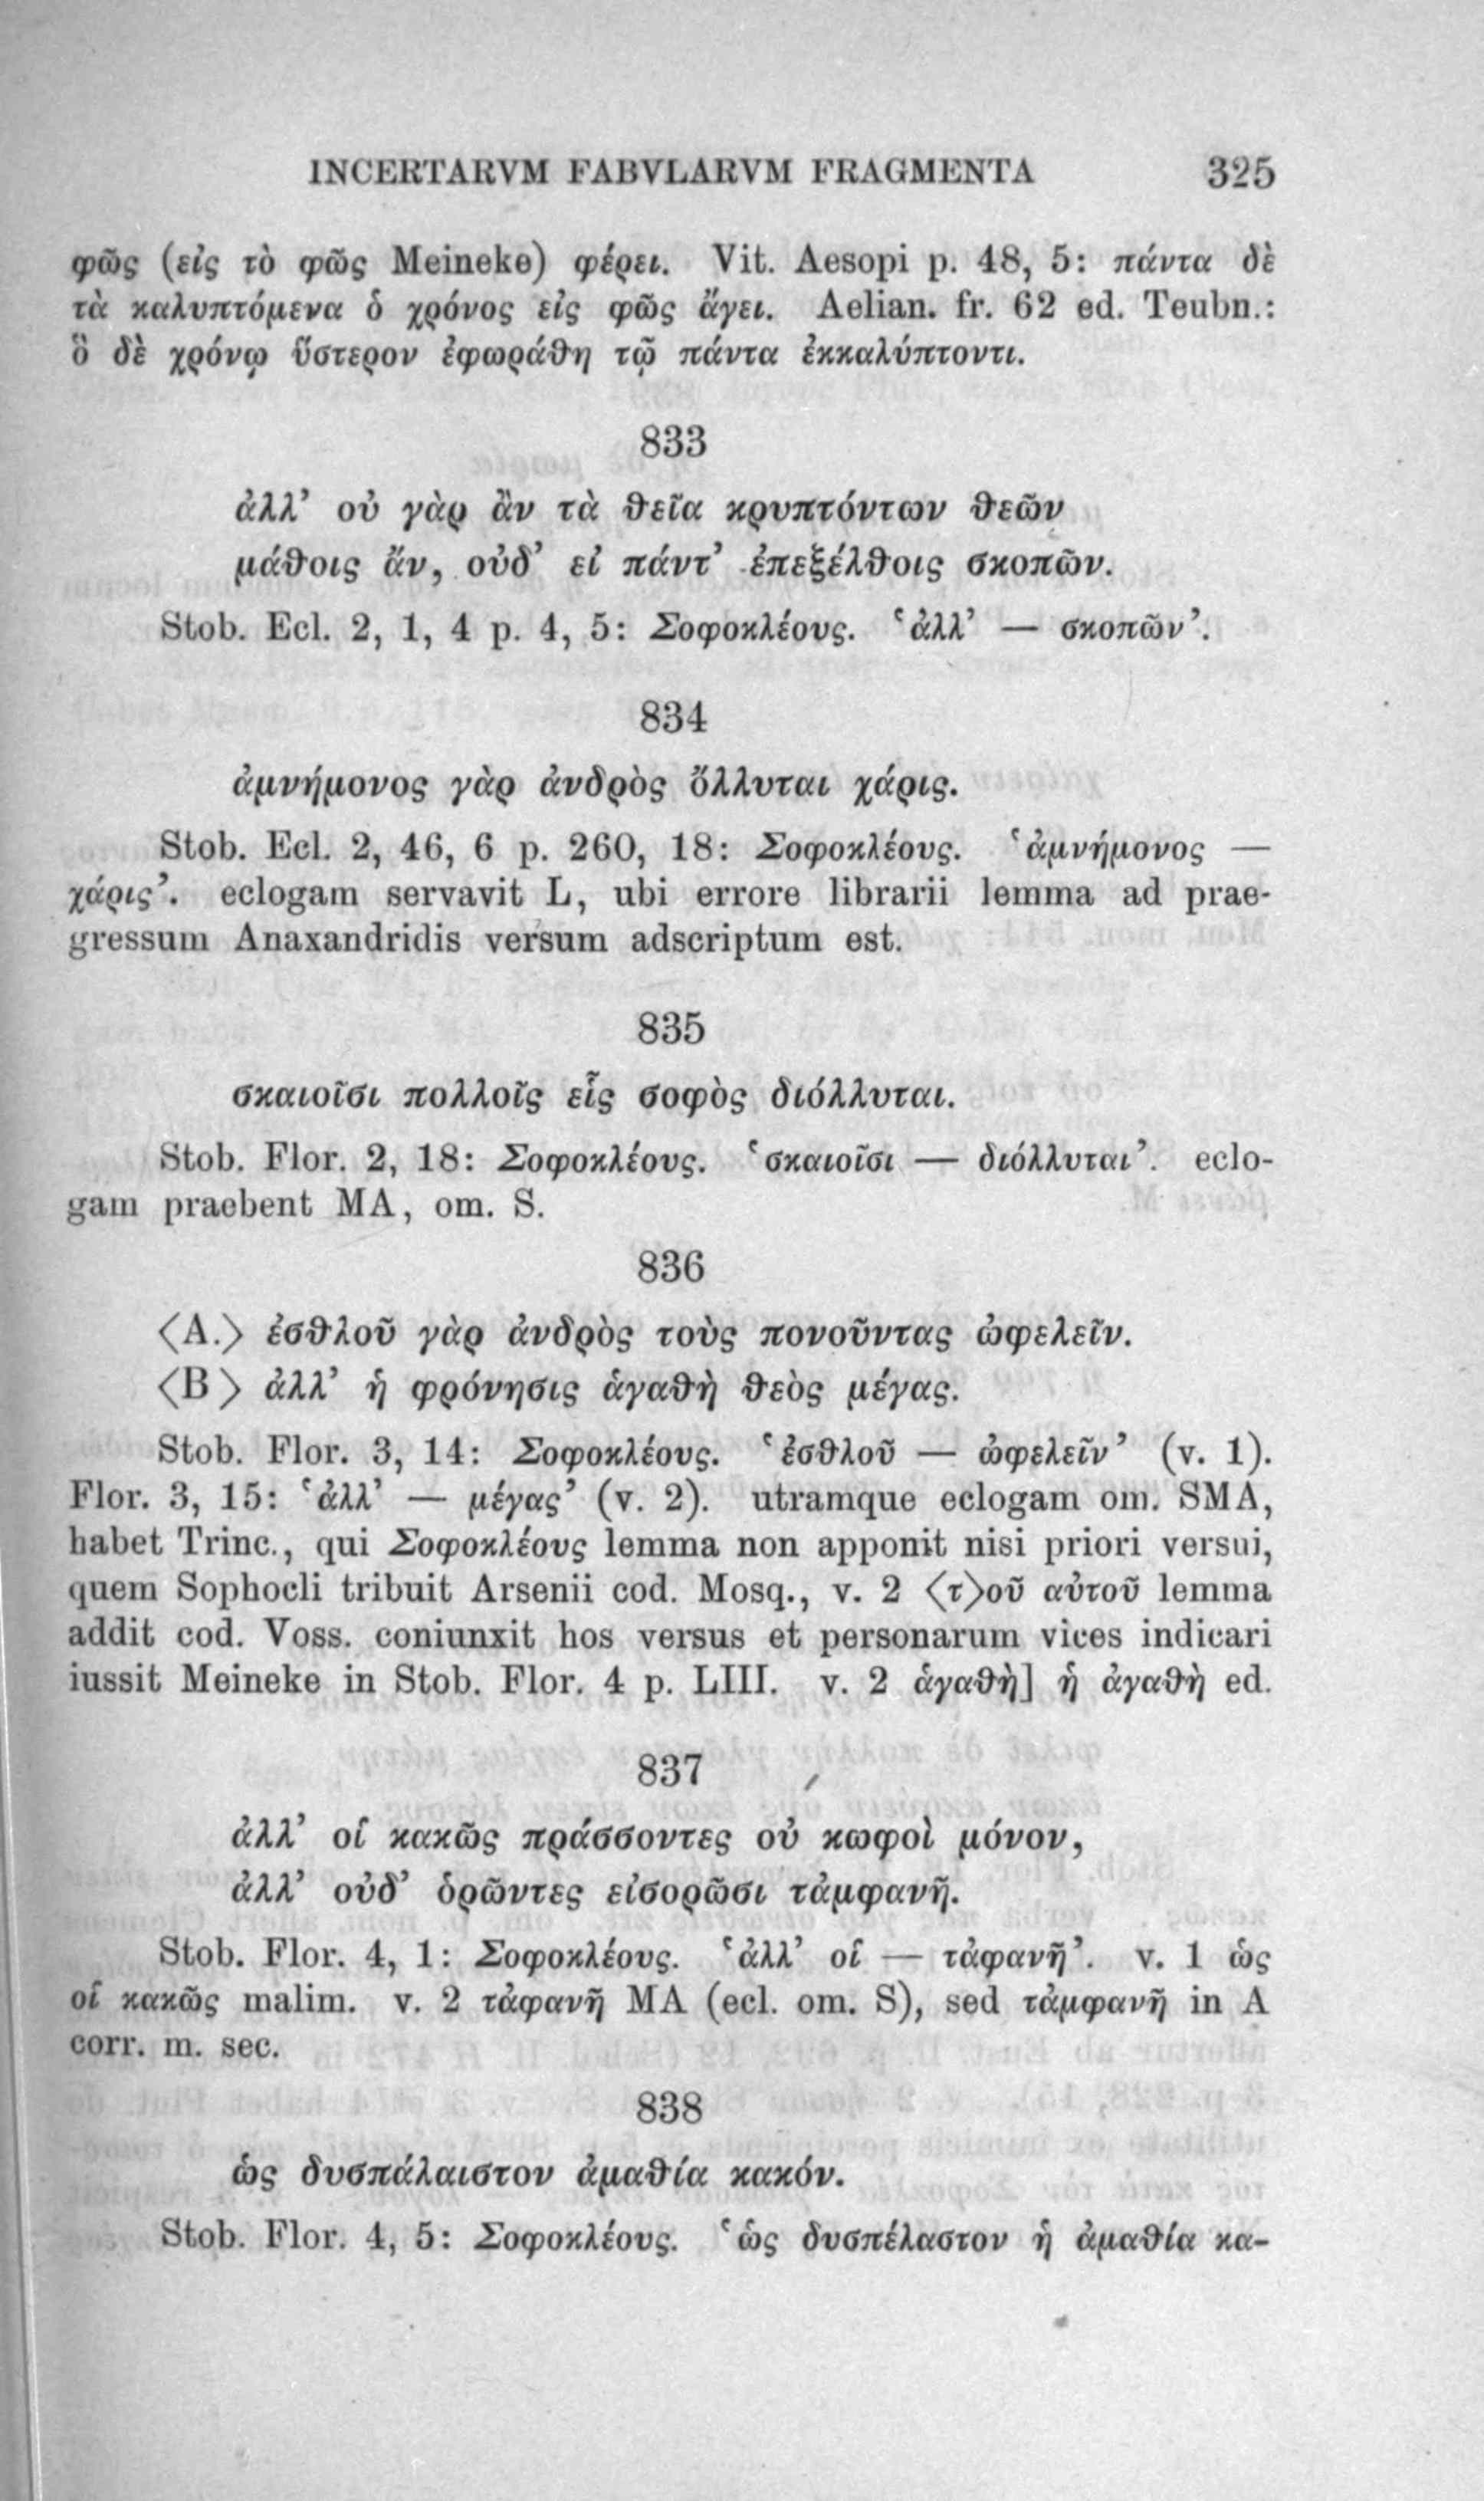 INCERTARVM FABVLARVM FRAGMENTA 325
φῶς (εἰς τὸ φῶς Meineke) φέρει. Vit. Aesopi p. 48, 5: πάντα δὲ
τὰ καλυπτόμενα ὁ χρόνος εἰς φῶς ἄγει. Aelian. fr. 62 ed. Teubn.:
ὃ δὲ χρόνῳ ὕστερον ἐφωράθη τῷ πάντα ἐκκαλύπτοντι.
833
ἀλλ’ οὐ γὰρ ἂν τὰ θεῖα κρυπτόντων θεῶν
μάθοις ἄν, οὐδ’ εἰ πάντ’ ἐπεξέλθοις σκοπῶν.
Stob. Ecl. 2, 1, 4 p. 4, 5: Σοφοκλέους. ‘ἀλλ’ — σκοπῶν’.
834
ἀμνήμονος γὰρ ἀνδρὸς ὄλλυται χάρις.
Stob. Ecl. 2, 46, 6 p. 260, 18: Σοφοκλέους. ‘ἀμνήμονος —
χάρις’. eclogam servavit L, ubi errore librarii lemma ad prae-
gressum Anaxandridis versum adscriptum est.
835
σκαιοῖσι πολλοῖς εἷς σοφὸς διόλλυται.
Stob. Flor. 2, 18: Σοφοκλέους. ‘σκαιοῖσι — διόλλυται’. eclo-
gam praebent MA, om. S.
836
⟨A.⟩ ἐσθλοῦ γὰρ ἀνδρὸς τοὺς πονοῦντας ὠφελεῖν.
⟨B ⟩ ἀλλ’ ἡ φρόνησις ἁγαθὴ θεὸς μέγας.
Stob. Flor. 3, 14: Σοφοκλέους. ‘ἐσθλοῦ — ὠφελεῖν’ (v. 1).
Flor. 3, 15: ‘ἀλλ’ — μέγας’ (v. 2). utramque eclogam om. SMA,
habet Trinc., qui Σοφοκλέους lemma non apponit nisi priori versui,
quem Sophocli tribuit Arsenii cod. Mosq., v. 2 ⟨τ⟩οῦ αὐτοῦ lemma
addit cod. Voss. coniunxit hos versus et personarum vices indicari
iussit Meineke in Stob. Flor. 4 p. LIII. v. 2 ἁγαθὴ] ἡ ἀγαθὴ ed.
837
ἀλλ’ οἱ κακῶς πράσσοντες οὐ κωφοὶ μόνον,
ἀλλ’ οὐδ’ ὁρῶντες εἰσορῶσι τἀμφανῆ.
Stob. Flor. 4, 1: Σοφοκλέους. ‘ἀλλ’ οἱ — τἀφανῆ’. v. 1 ὡς
οἱ κακῶς malim. v. 2 τἀφανῆ MA (ecl. om. S), sed τἀμφανῆ in A
corr. m. sec.
838
ὡς δυσπάλαιστον ἀμαθία κακόν.
Stob. Flor. 4, 5: Σοφοκλέους. ‘ὡς δυσπέλαστον ἡ ἀμαθία κα-